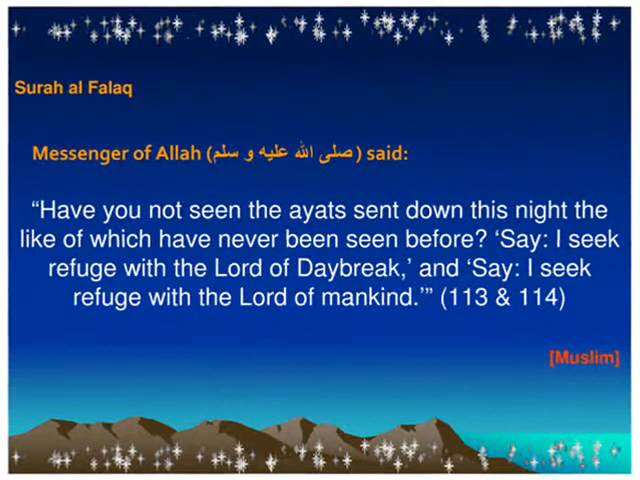 Surah al Falaq
Messenger of Allah (صلى الله عليه و سلم) said:
“Have you not seen the ayats sent down this night the
like of which have never been seen before? ‘Say: I seek
refuge with the Lord of Daybreak,’ and ‘Say: I seek
refuge with the Lord of mankind.’” (113 & 114)
[Muslim]